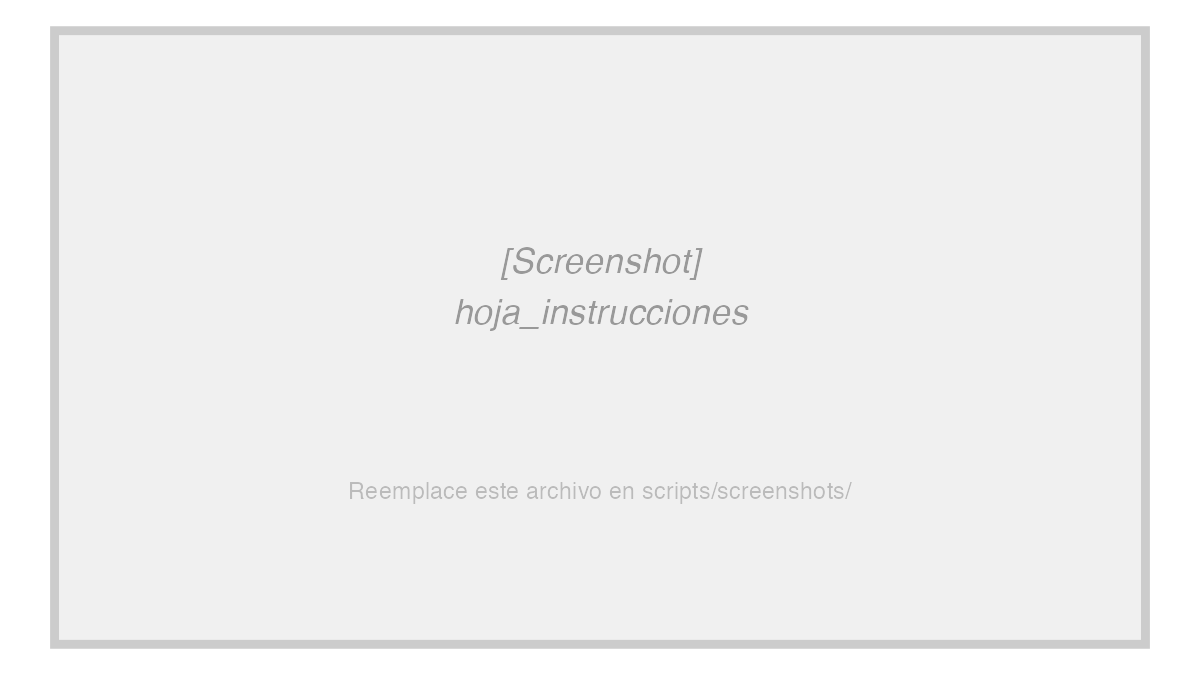 [Screenshot]
hoja_instrucciones
Reemplace este archivo en scripts/screenshots/